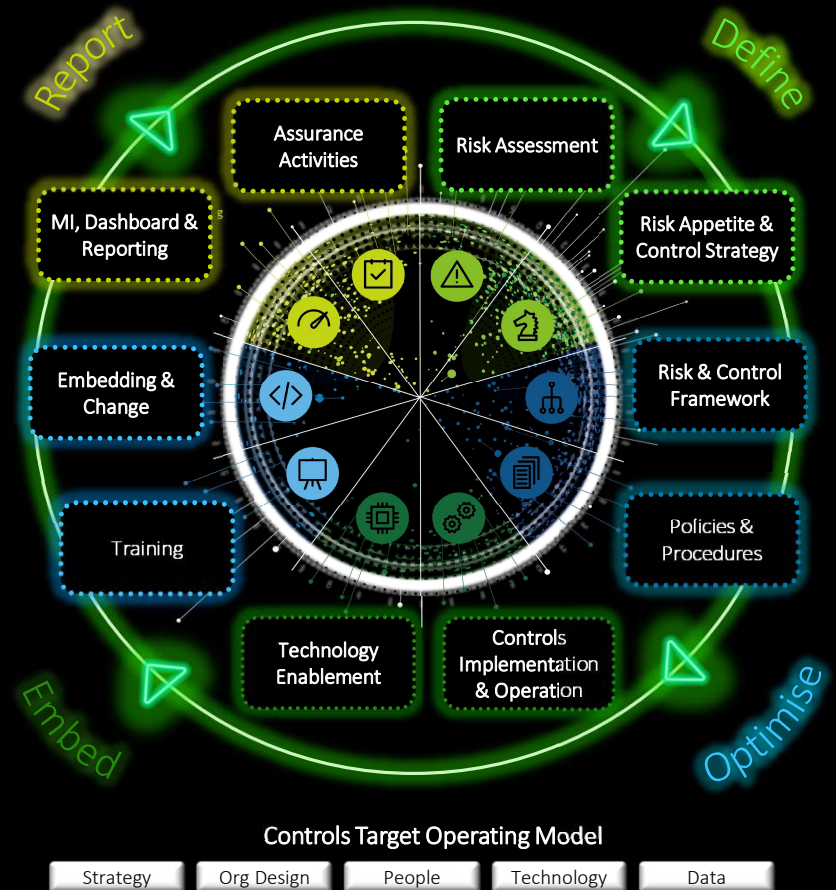 Report
Define
Assurance
Activities
Risk Assessment
MI, Dashboard &
Reporting
g
Risk Appetite &
Control Strategy
Embedding &
Change
Risk & Control
Framework
Training
Policies &
Procedures
Technology
Enablement
Controls
Implementation
& Operation
Embed
Optimise
Controls Target Operating Model
Strategy
Org Design
People
Technology
Data